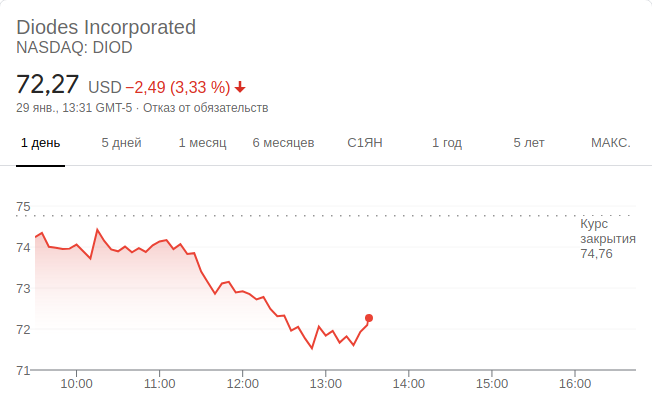 Diodes Incorporated
NASDAQ: DIOD
72,27 USD −2,49 (3,33 %)
29 янв., 13:31 GMT-5 · Отказ от обязательств
1 день 5 дней 1 месяц 6 месяцев С1ЯН 1 год 5 лет МАКС.
75
Курс
закрытия
74,76
74
73
72
71
10:00 11:00 12:00 13:00 14:00 15:00 16:00